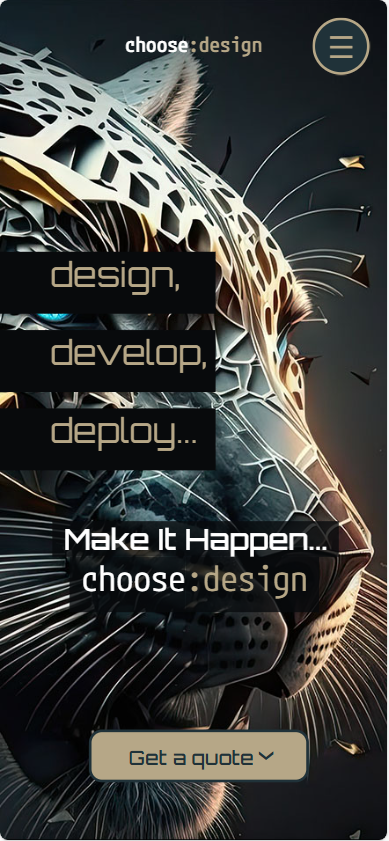 choose:design
design,
develop,
deploy...
Make It Happen...
choose:design
Get a quote